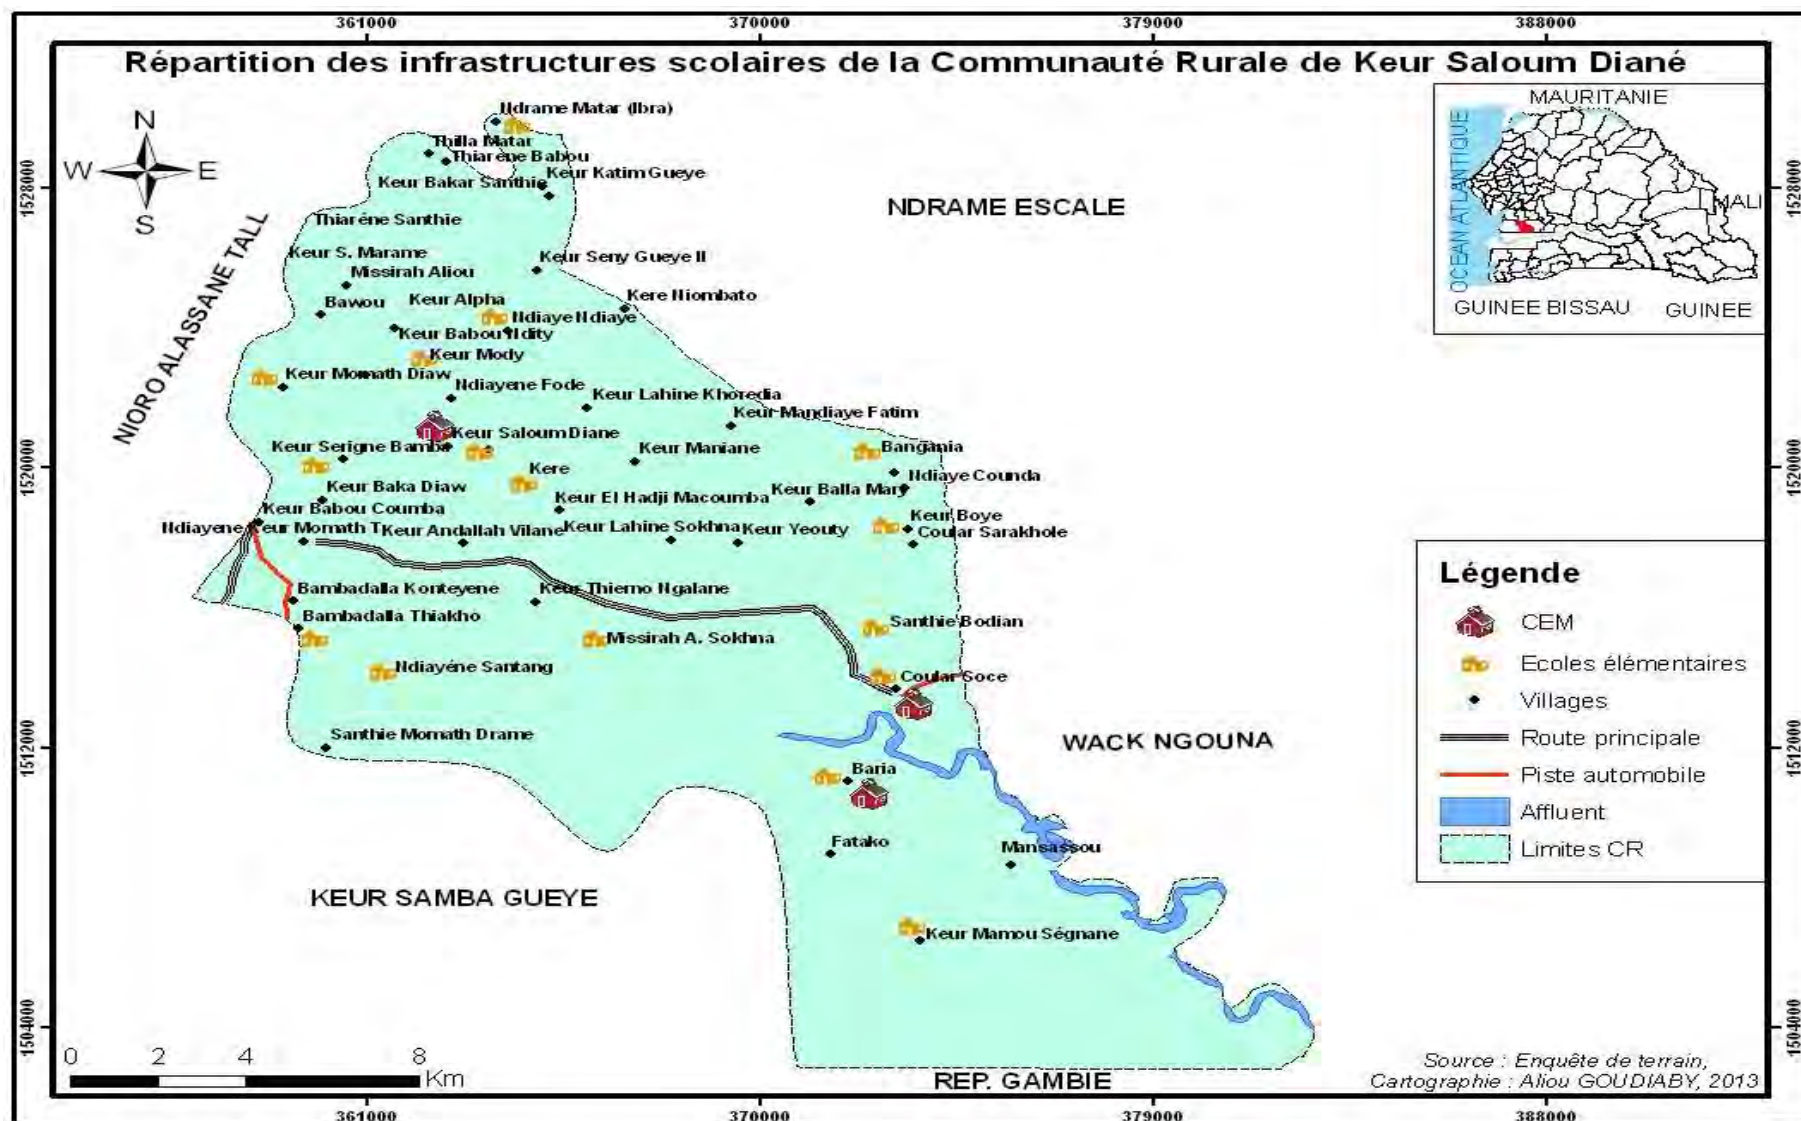 361000
370000
379000
388000
Répartition des infrastructures scolaires de la Communauté Rurale de Keur Saloum Diané
N
W
E
S
MAURITANIE
OCEAN ATLANTIQUE
MALI
GUINEE BISSAU
GUINEE
1528000
1528000
Ndrame Matar (Ibra)
Thilla Matar
Thiaréne Babou
Keur Katim Gueye
Keur Bakar Santhie
NDRAME ESCALE
Thiaréne Santhie
NIORO ALASSANE TALL
Keur S. Marame
Keur Seny Gueye II
Missirah Aliou
Bawou
Keur Alpha
Kere Niombato
Ndiaye Ndiaye
Keur Babou Ndity
Keur Mody
Keur Momath Diaw
Ndiayene Fode
Keur Lahine Khoredia
Keur Mandiaye Fatim
Keur Saloum Diane
Keur Serigne Bamba
Keur Maniane
Bangania
1520000
1520000
Kere
Ndiaye Counda
Keur Baka Diaw
Keur El Hadji Macoumba
Keur Balla Mary
Keur Babou Coumba
Keur Boye
Ndiayene
Keur Momath T
Keur Andallah Vilane
Keur Lahine Sokhna
Keur Yeouty
Coular Sarakhole
Bambadalla Konteyene
Keur Thierno Ngalane
Bambadalla Thiakho
Santhie Bodian
Missirah A. Sokhna
Ndiayéne Santang
Coular Soce
Santhie Momath Drame
WACK NGOUNA
1512000
1512000
Baria
Fatako
Mansassou
KEUR SAMBA GUEYE
Keur Mamou Ségnane
Légende
CEM
Ecoles élémentaires
Villages
Route principale
Piste automobile
Affluent
Limites CR
1504000
1504000
0 2 4 8
Km
REP. GAMBIE
Source : Enquête de terrain,
Cartographie : Aliou GOUDIABY, 2013
361000
370000
379000
388000